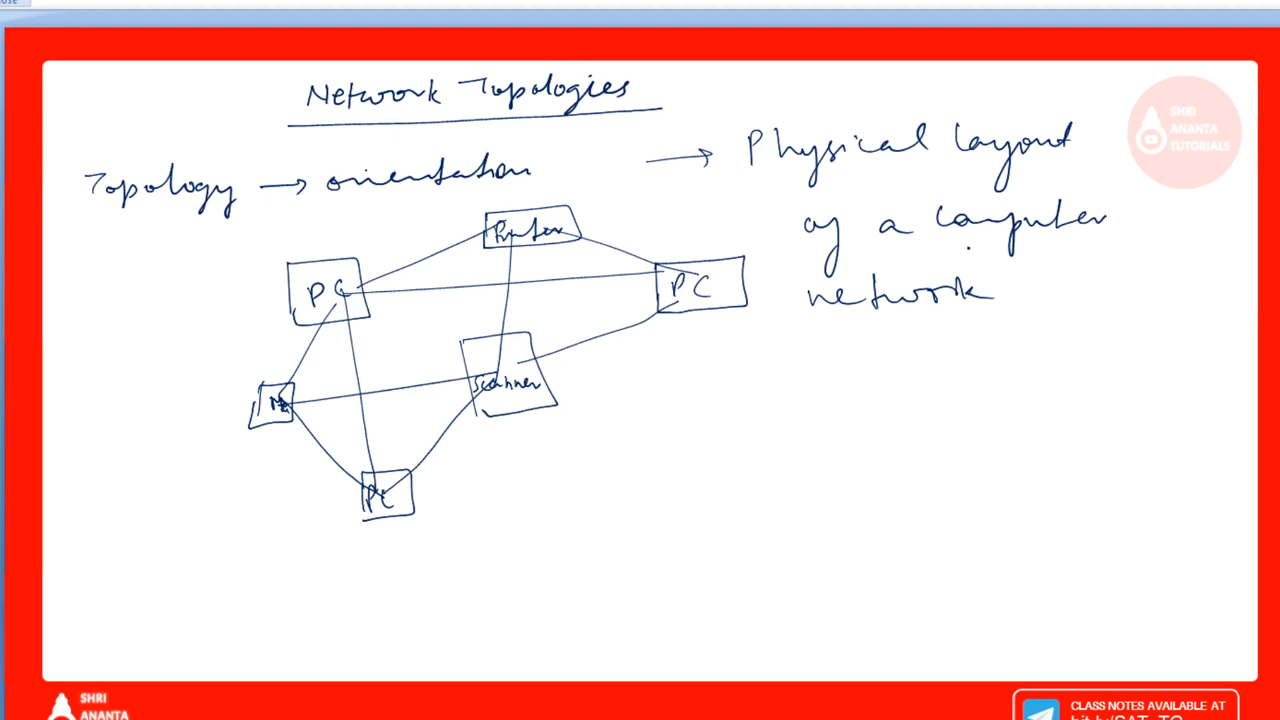 ose
Network Topologies
SHRI
ANANTA
TUTORIALS
Topology → orientation → Physical layout
of a computer
network
Printer
PC
PC
Scanner
PC
SHRI
ANANTA
CLASS NOTES AVAILABLE AT